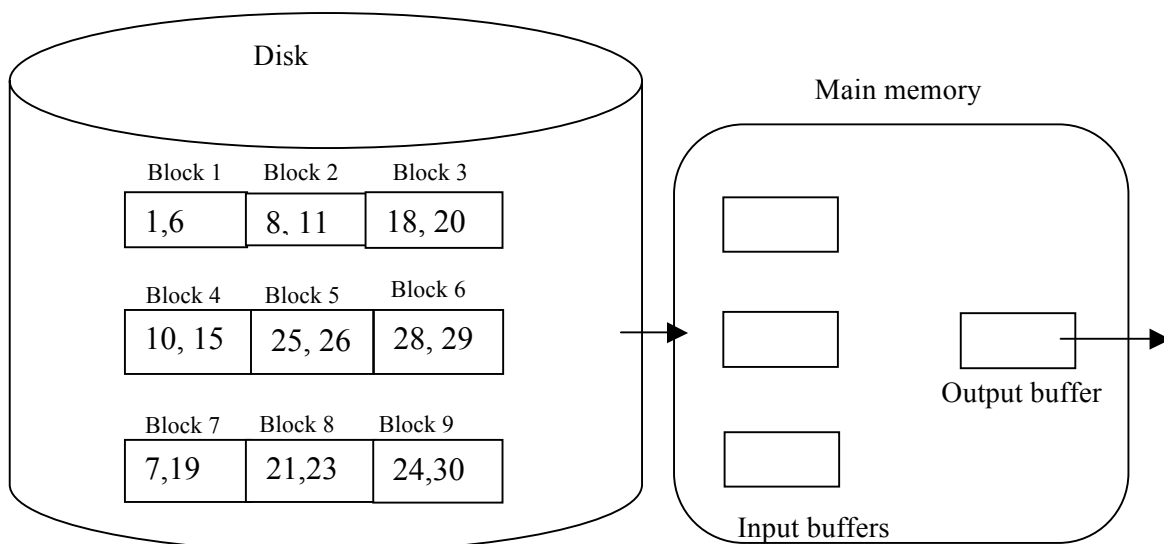 Disk
Main memory
Block 1 Block 2 Block 3
1,6 8, 11 18, 20
Block 4 Block 5 Block 6
10, 15 25, 26 28, 29
Output buffer
Block 7 Block 8 Block 9
7,19 21,23 24,30
Input buffers